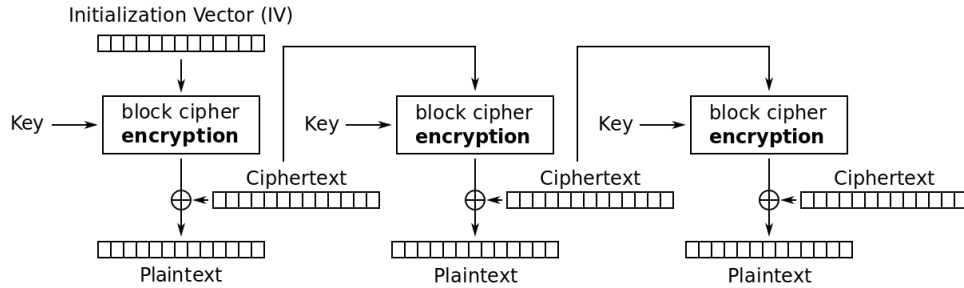 Initialization Vector (IV)
Key
block cipher
encryption
Key
block cipher
encryption
Key
block cipher
encryption
Ciphertext
Ciphertext
Ciphertext
Plaintext
Plaintext
Plaintext